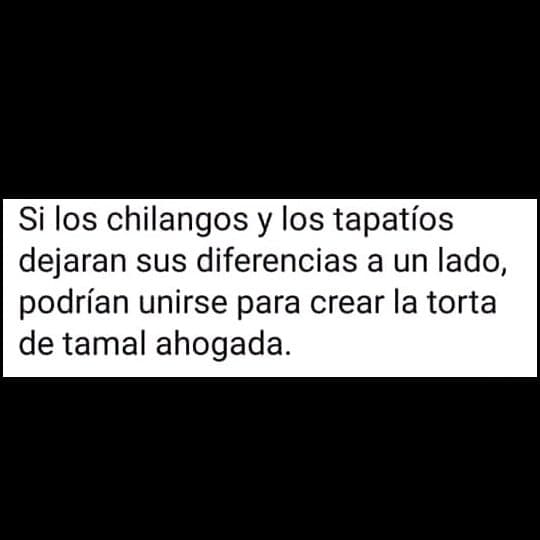 Si los chilangos y los tapatíos
dejaran sus diferencias a un lado,
podrían unirse para crear la torta
de tamal ahogada.